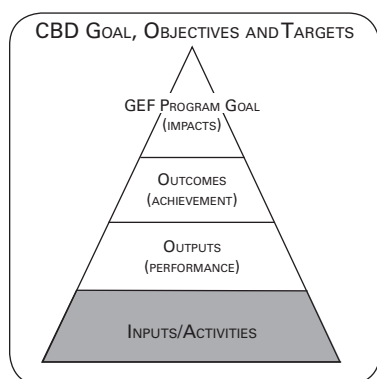 CBD GOAL, OBJECTIVES AND TARGETS
GEF PROGRAM GOAL
(IMPACTS)
OUTCOMES
(ACHIEVEMENT)
OUTPUTS
(PERFORMANCE)
INPUTS/ACTIVITIES